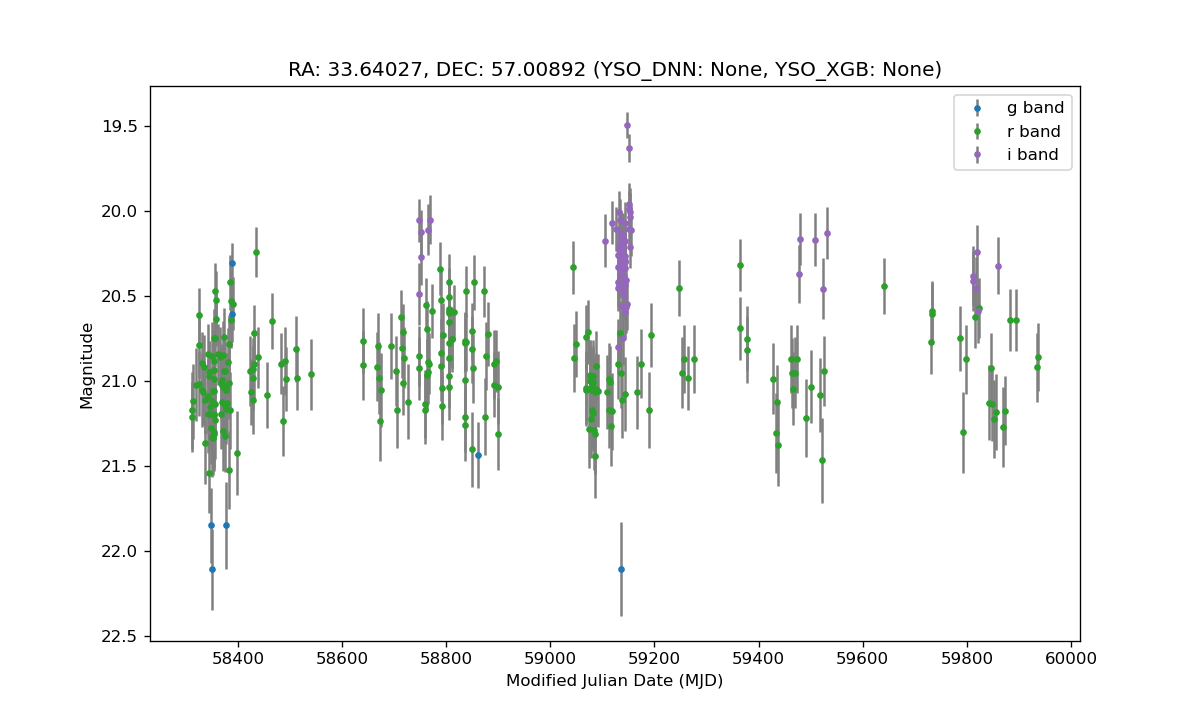 RA: 33.64027, DEC: 57.00892 (YSO_DNN: None, YSO_XGB: None)
g band
r band
i band
19.5
20.0
20.5
21.0
21.5
22.0
22.5
Magnitude
58400 58600 58800 59000 59200 59400 59600 59800 60000
Modified Julian Date (MJD)